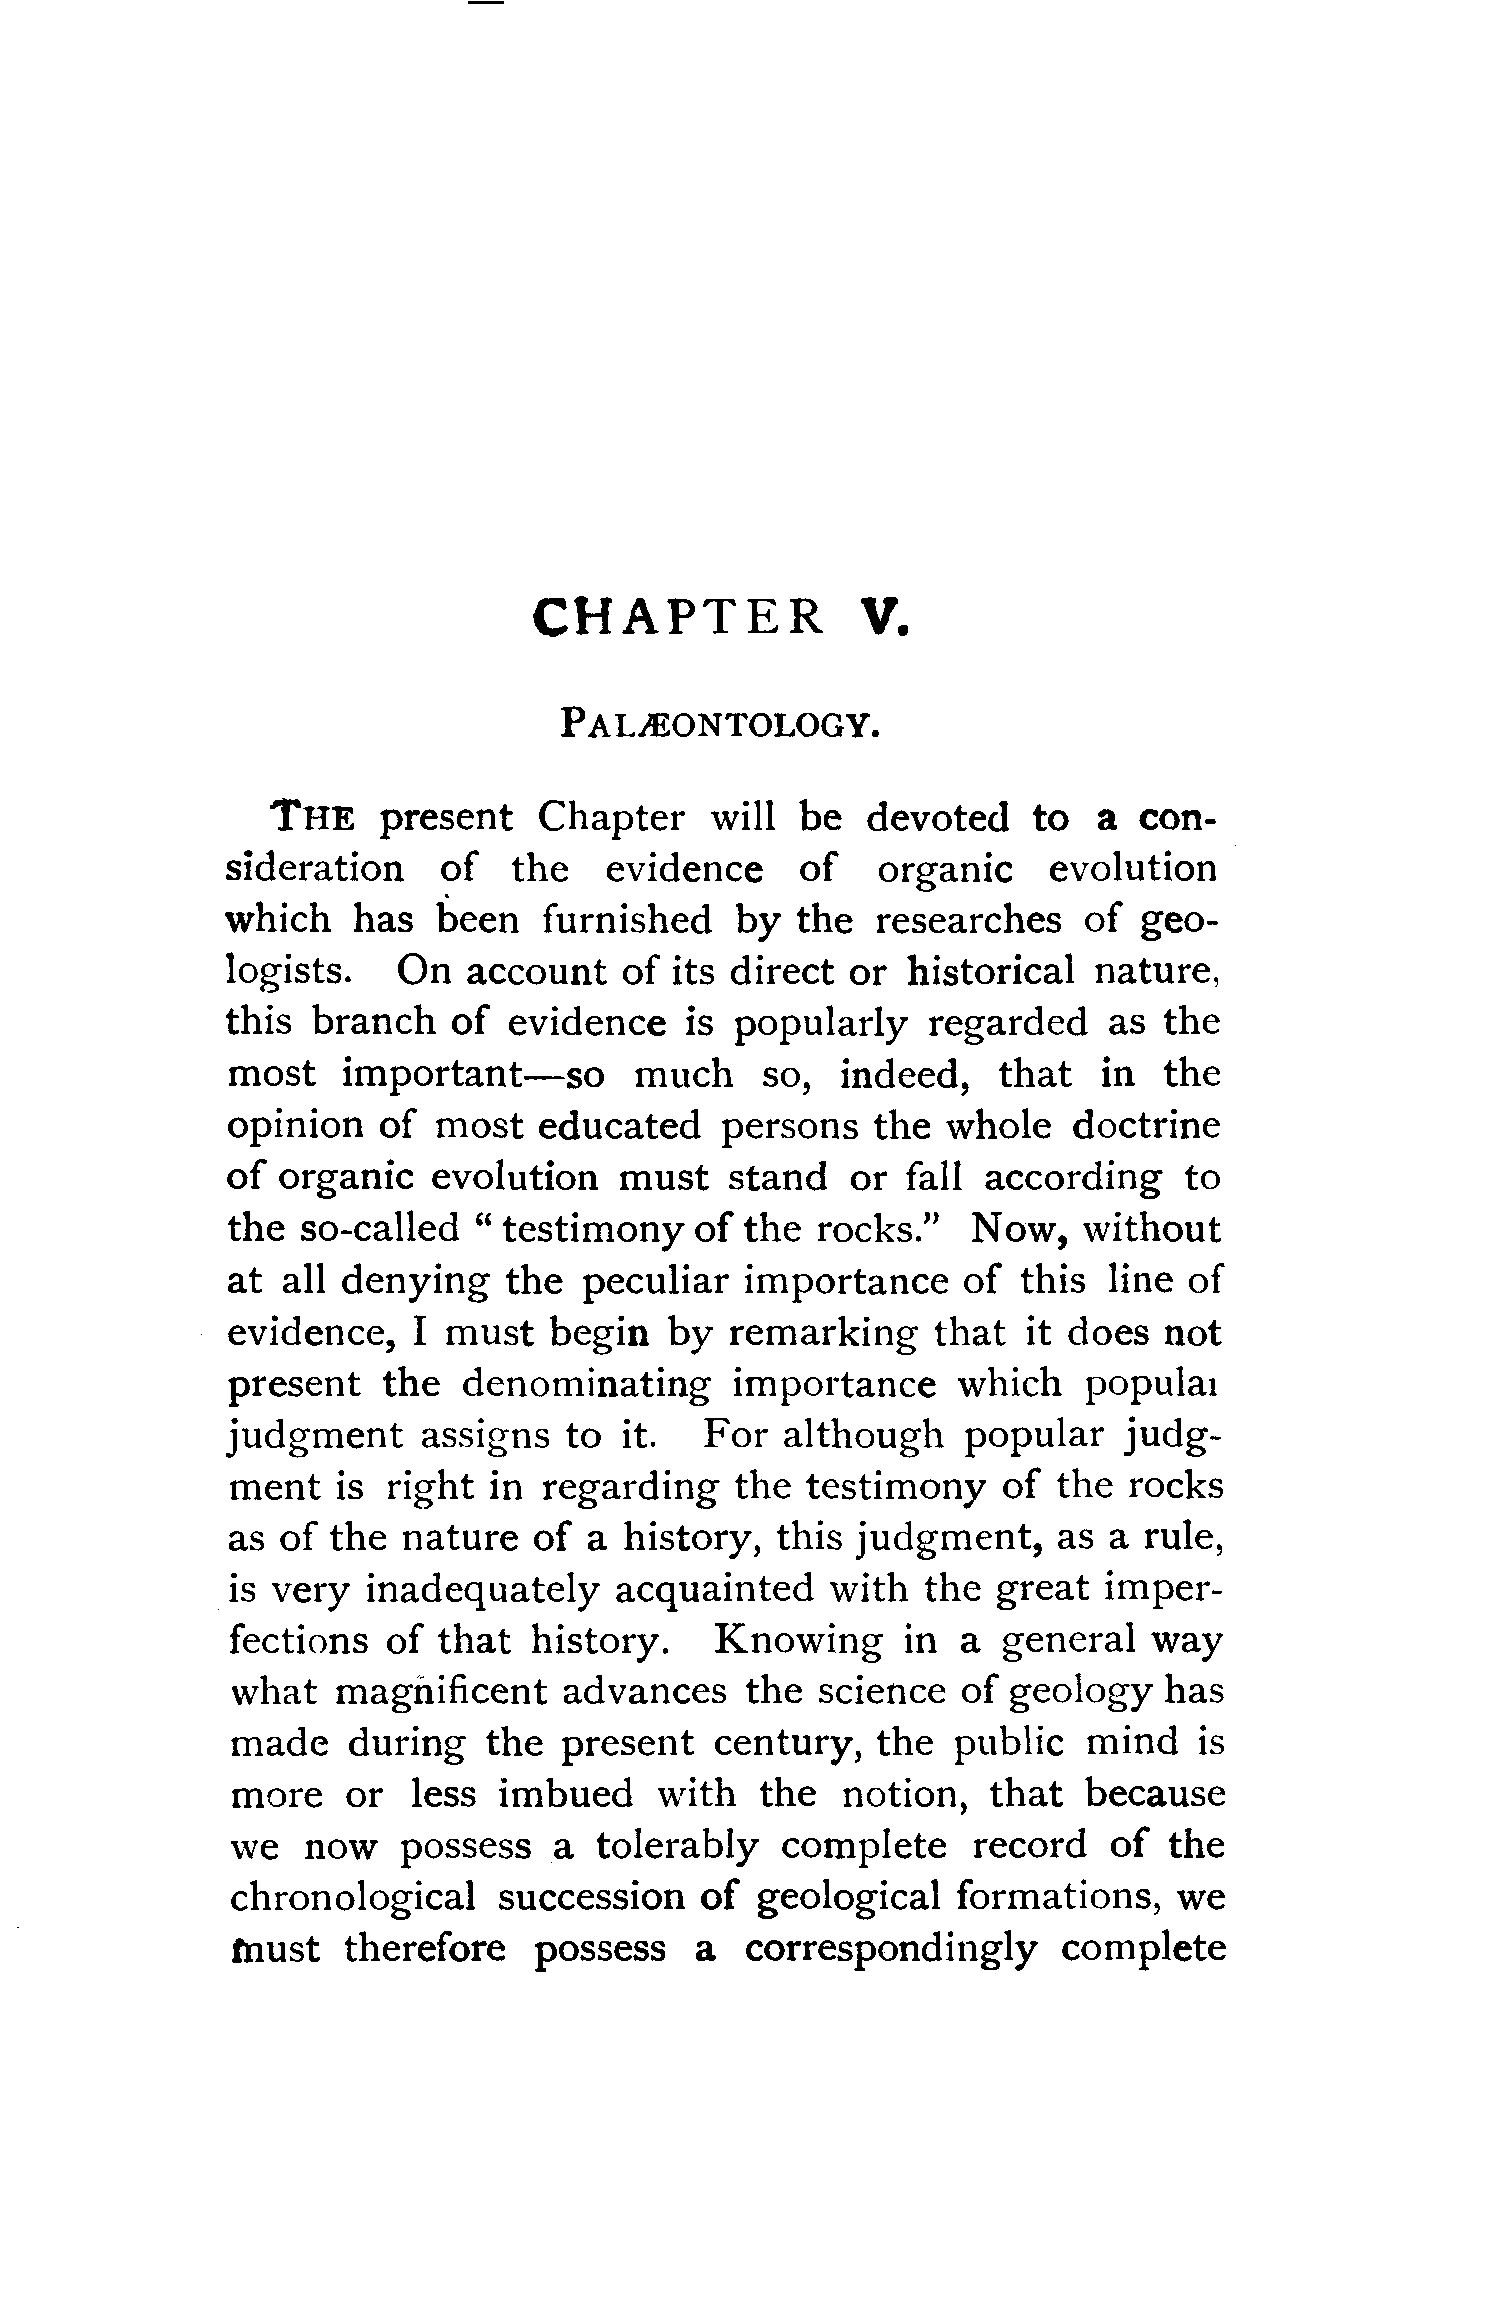 CHAPTER V.
PALÆONTOLOGY.
THE present Chapter will be devoted to a con-
sideration of the evidence of organic evolution
which has been furnished by the researches of geo-
logists. On account of its direct or historical nature,
this branch of evidence is popularly regarded as the
most important—so much so, indeed, that in the
opinion of most educated persons the whole doctrine
of organic evolution must stand or fall according to
the so-called “ testimony of the rocks.” Now, without
at all denying the peculiar importance of this line of
evidence, I must begin by remarking that it does not
present the denominating importance which popular
judgment assigns to it. For although popular judg-
ment is right in regarding the testimony of the rocks
as of the nature of a history, this judgment, as a rule,
is very inadequately acquainted with the great imper-
fections of that history. Knowing in a general way
what magnificent advances the science of geology has
made during the present century, the public mind is
more or less imbued with the notion, that because
we now possess a tolerably complete record of the
chronological succession of geological formations, we
must therefore possess a correspondingly complete